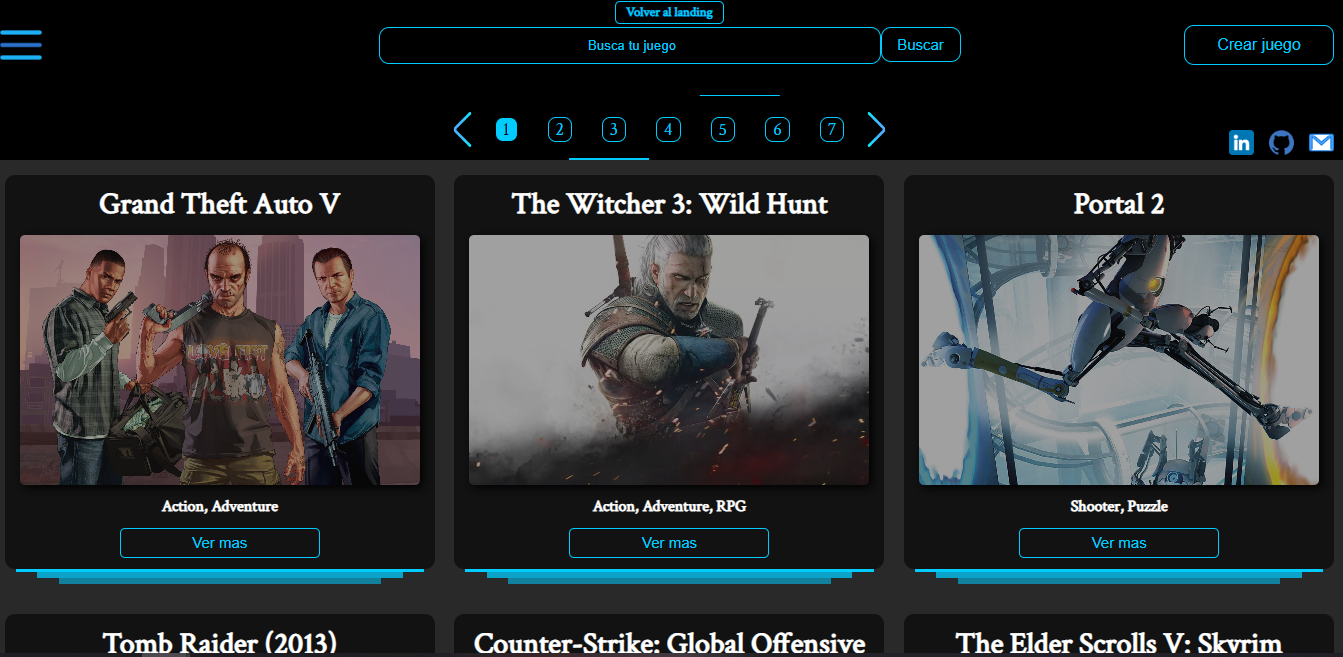 Volver al landing
Busca tu juego
Buscar
Crear juego
1 2 3 4 5 6 7
in
Grand Theft Auto V
The Witcher 3: Wild Hunt
Portal 2
Action, Adventure
Action, Adventure, RPG
Shooter, Puzzle
Ver mas
Ver mas
Ver mas
Tomb Raider (2013)
Counter-Strike: Global Offensive
The Elder Scrolls V: Skyrim